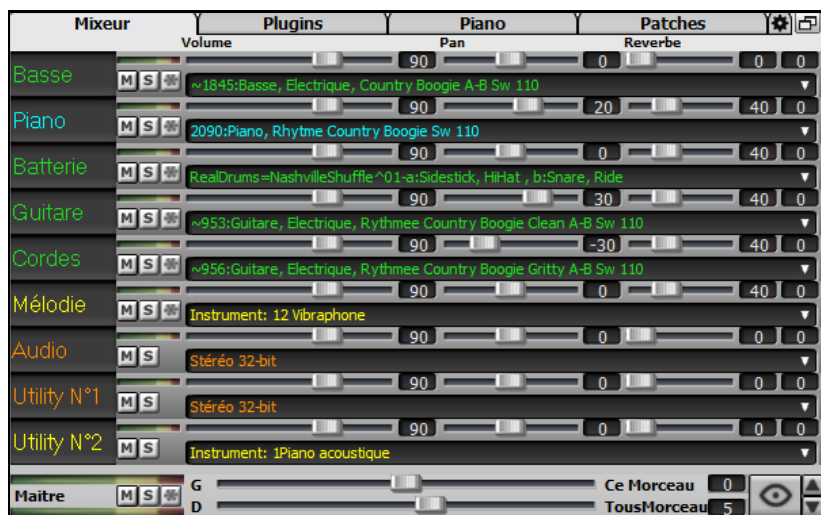 Mixeur Plugins Piano Patches
Volume Pan Reverbe
Basse M S 90 0 0 0
~1845:Basse, Electrique, Country Boogie A-B Sw 110
Piano M S 90 20 40 0
2090:Piano, Rhytme Country Boogie Sw 110
Batterie M S 90 0 40 0
RealDrums=NashvilleShuffle^01-a:Sidestick, HiHat , b:Snare, Ride
Guitare M S 90 30 40 0
~953:Guitare, Electrique, Rythmee Country Boogie Clean A-B Sw 110
Cordes M S 90 -30 40 0
~956:Guitare, Electrique, Rythmee Country Boogie Gritty A-B Sw 110
Mélodie M S 90 0 40 0
Instrument: 12 Vibraphone
Audio M S 90 0 0 0
Stéréo 32-bit
Utility N°1 M S 90 0 0 0
Stéréo 32-bit
Utility N°2 M S 90 0 0 0
Instrument: 1Piano acoustique
Maitre M S G Ce Morceau 0
D TousMorceau 5